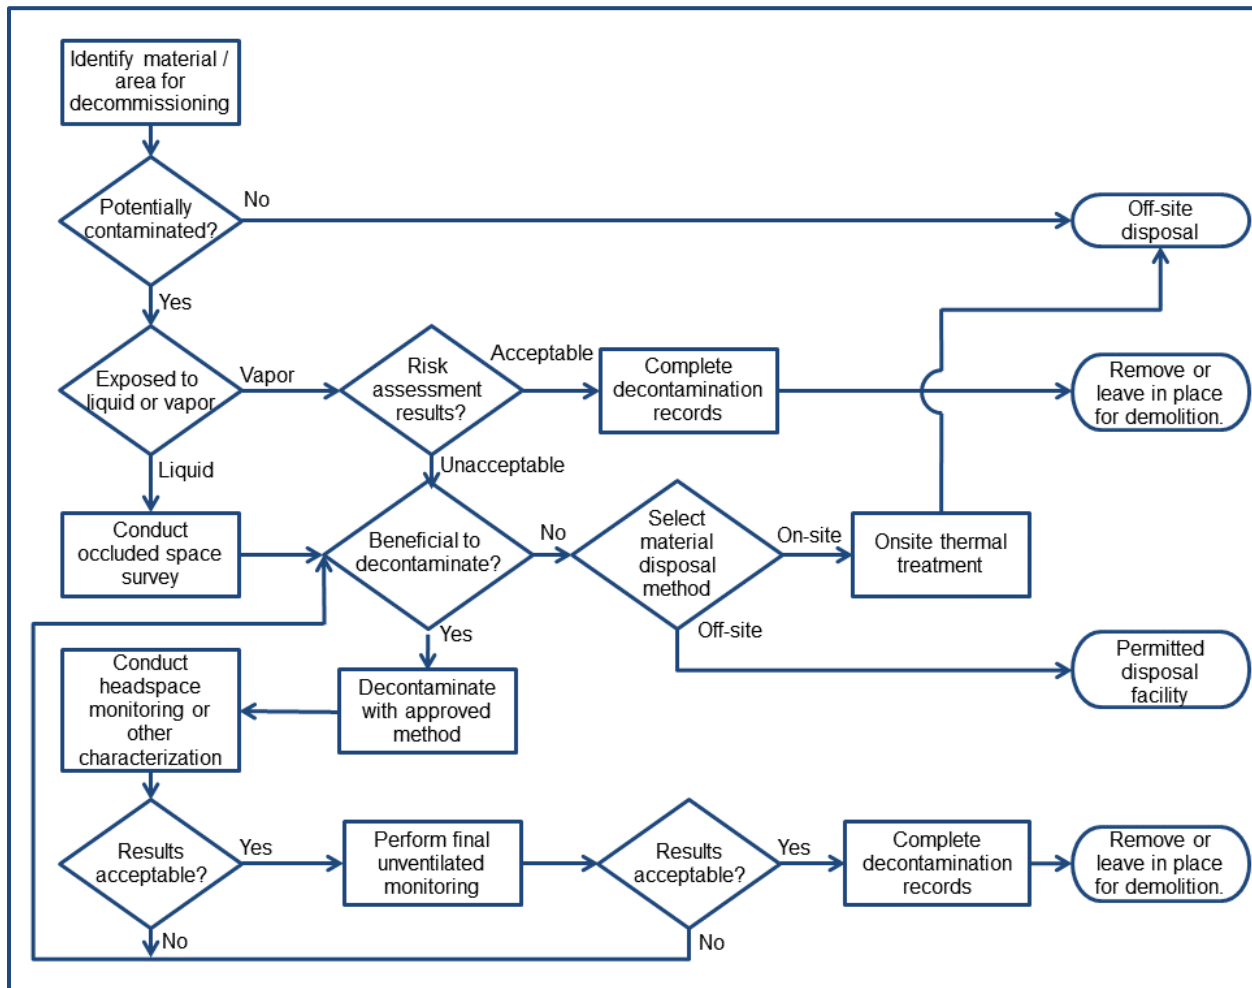 Identify material /
area for
decommissioning
Potentially
contaminated?
No
Off-site
disposal
Yes
Exposed to
liquid or vapor
Vapor
Risk
assessment
results?
Acceptable
Complete
decontamination
records
Remove or
leave in place
for demolition.
Liquid
Unacceptable
Conduct
occluded space
survey
Beneficial to
decontaminate?
No
Select
material
disposal
method
On-site
Onsite thermal
treatment
Yes
Off-site
Permitted
disposal
facility
Conduct
headspace
monitoring or
other
characterization
Decontaminate
with approved
method
Results
acceptable?
Yes
Perform final
unventilated
monitoring
Results
acceptable?
Yes
Complete
decontamination
records
Remove or
leave in place
for demolition.
No
No